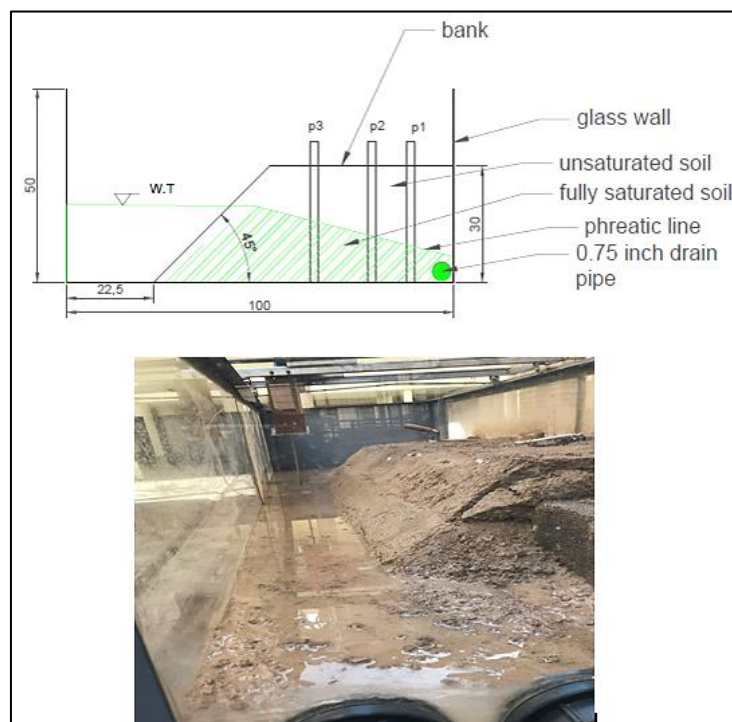 bank
p3
p2
p1
glass wall
50
W.T
unsaturated soil
fully saturated soil
30
45°
phreatic line
0.75 inch drain
pipe
22,5
100